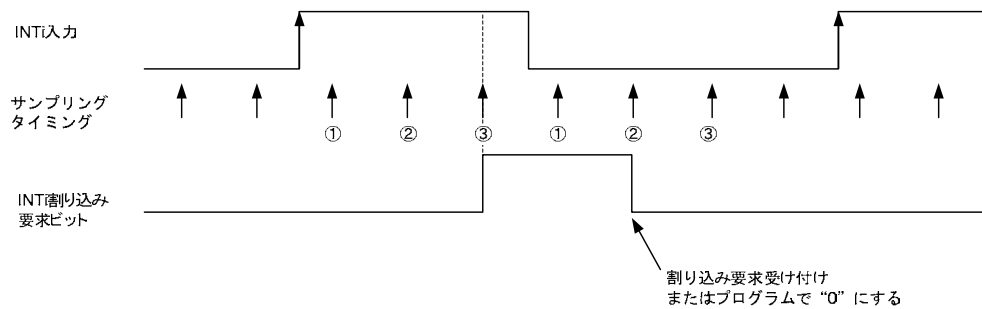 INTi入力
サンプリング
タイミング
① ② ③ ① ② ③
INTi割り込み
要求ビット
割り込み要求受け付け
またはプログラムで “0” にする